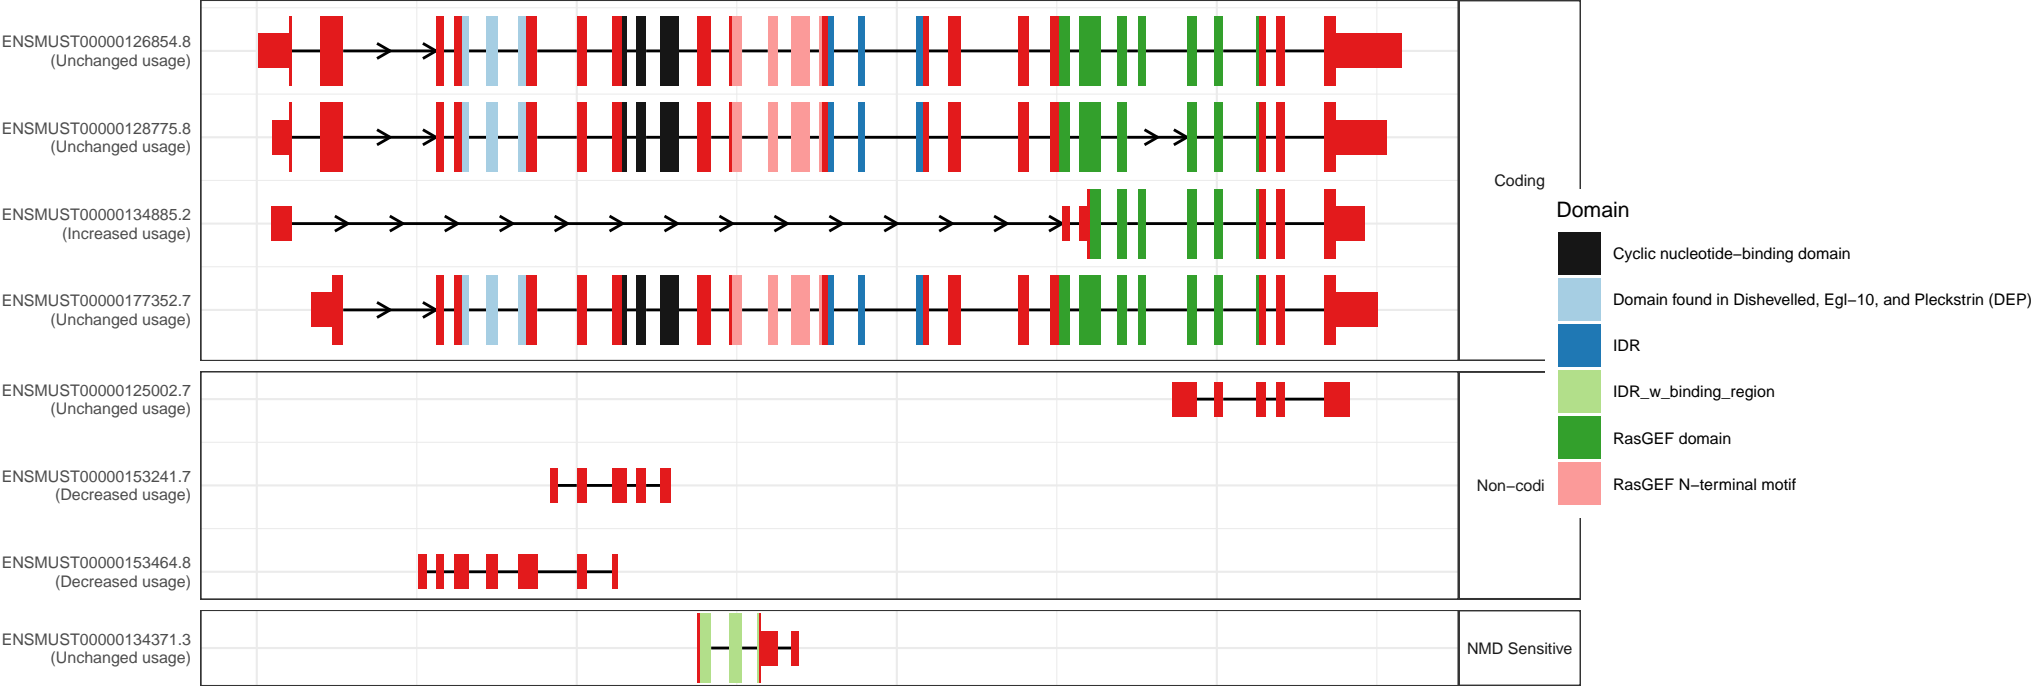 ENSMUST00000126854.8
(Unchanged usage)
ENSMUST00000128775.8
(Unchanged usage)
ENSMUST00000134885.2
(Increased usage)
ENSMUST00000177352.7
(Unchanged usage)
Coding
ENSMUST00000125002.7
(Unchanged usage)
ENSMUST00000153241.7
(Decreased usage)
ENSMUST00000153464.8
(Decreased usage)
Non−codi
ENSMUST00000134371.3
(Unchanged usage)
NMD Sensitive
Domain
Cyclic nucleotide−binding domain
Domain found in Dishevelled, Egl−10, and Pleckstrin (DEP)
IDR
IDR_w_binding_region
RasGEF domain
RasGEF N−terminal motif